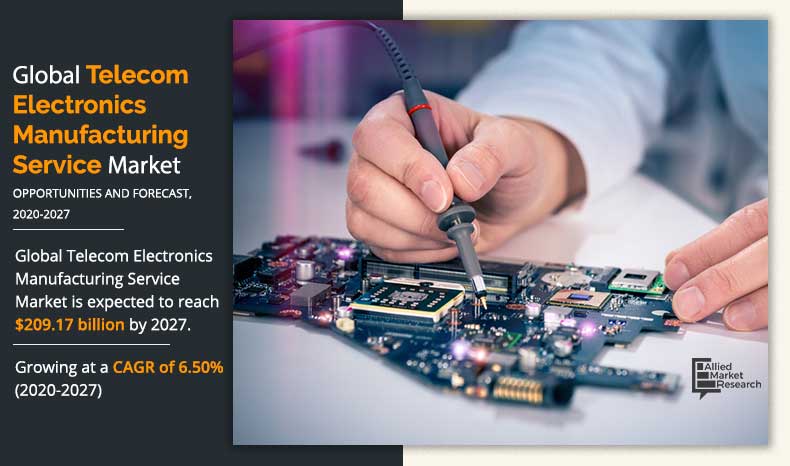 Global Telecom
Electronics
Manufacturing
Service Market
OPPORTUNITIES AND FORECAST,
2020-2027
Global Telecom Electronics
Manufacturing Service
Market is expected to reach
$209.17 billion by 2027.
Growing at a CAGR of 6.50%
(2020-2027)
Allied
Market
Research